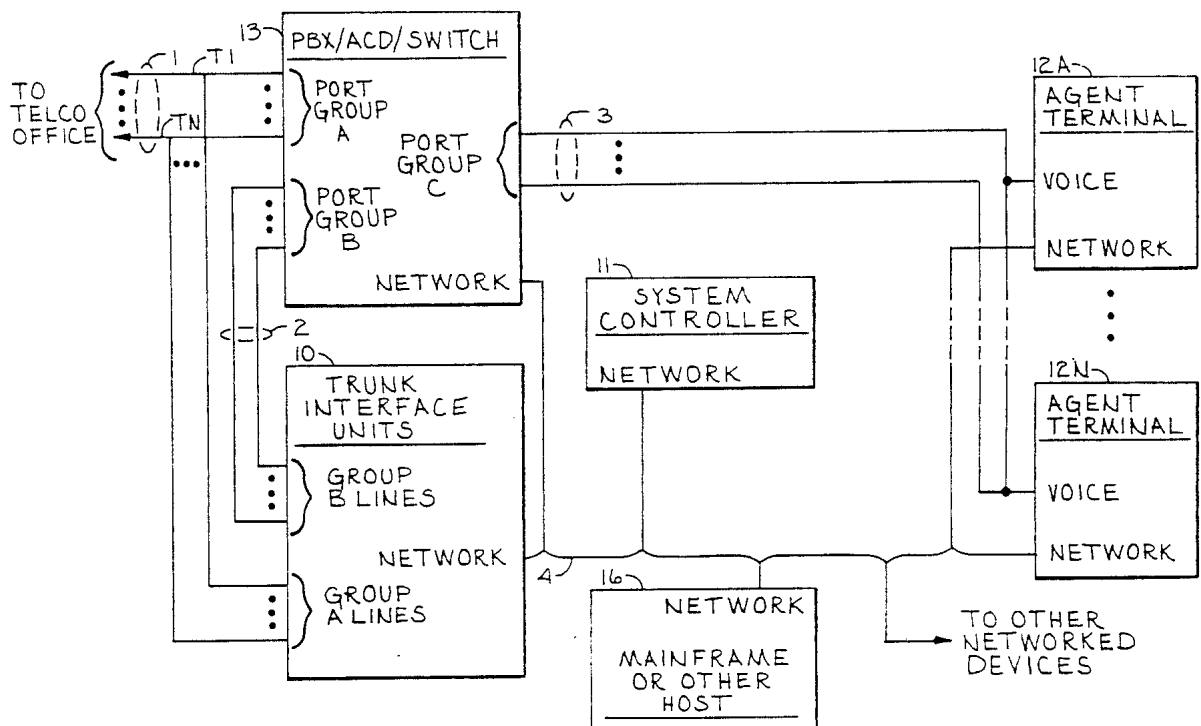 13
PBX/ACD/SWITCH
1
T1
TO
TELCO
OFFICE
TN
PORT
GROUP
A
PORT
GROUP
B
PORT
GROUP
C
NETWORK
3
2
12A
AGENT
TERMINAL
VOICE
NETWORK
11
SYSTEM
CONTROLLER
NETWORK
10
TRUNK
INTERFACE
UNITS
GROUP
B LINES
NETWORK
GROUP
A LINES
4
12N
AGENT
TERMINAL
VOICE
NETWORK
16
NETWORK
MAINFRAME
OR OTHER
HOST
TO OTHER
NETWORKED
DEVICES